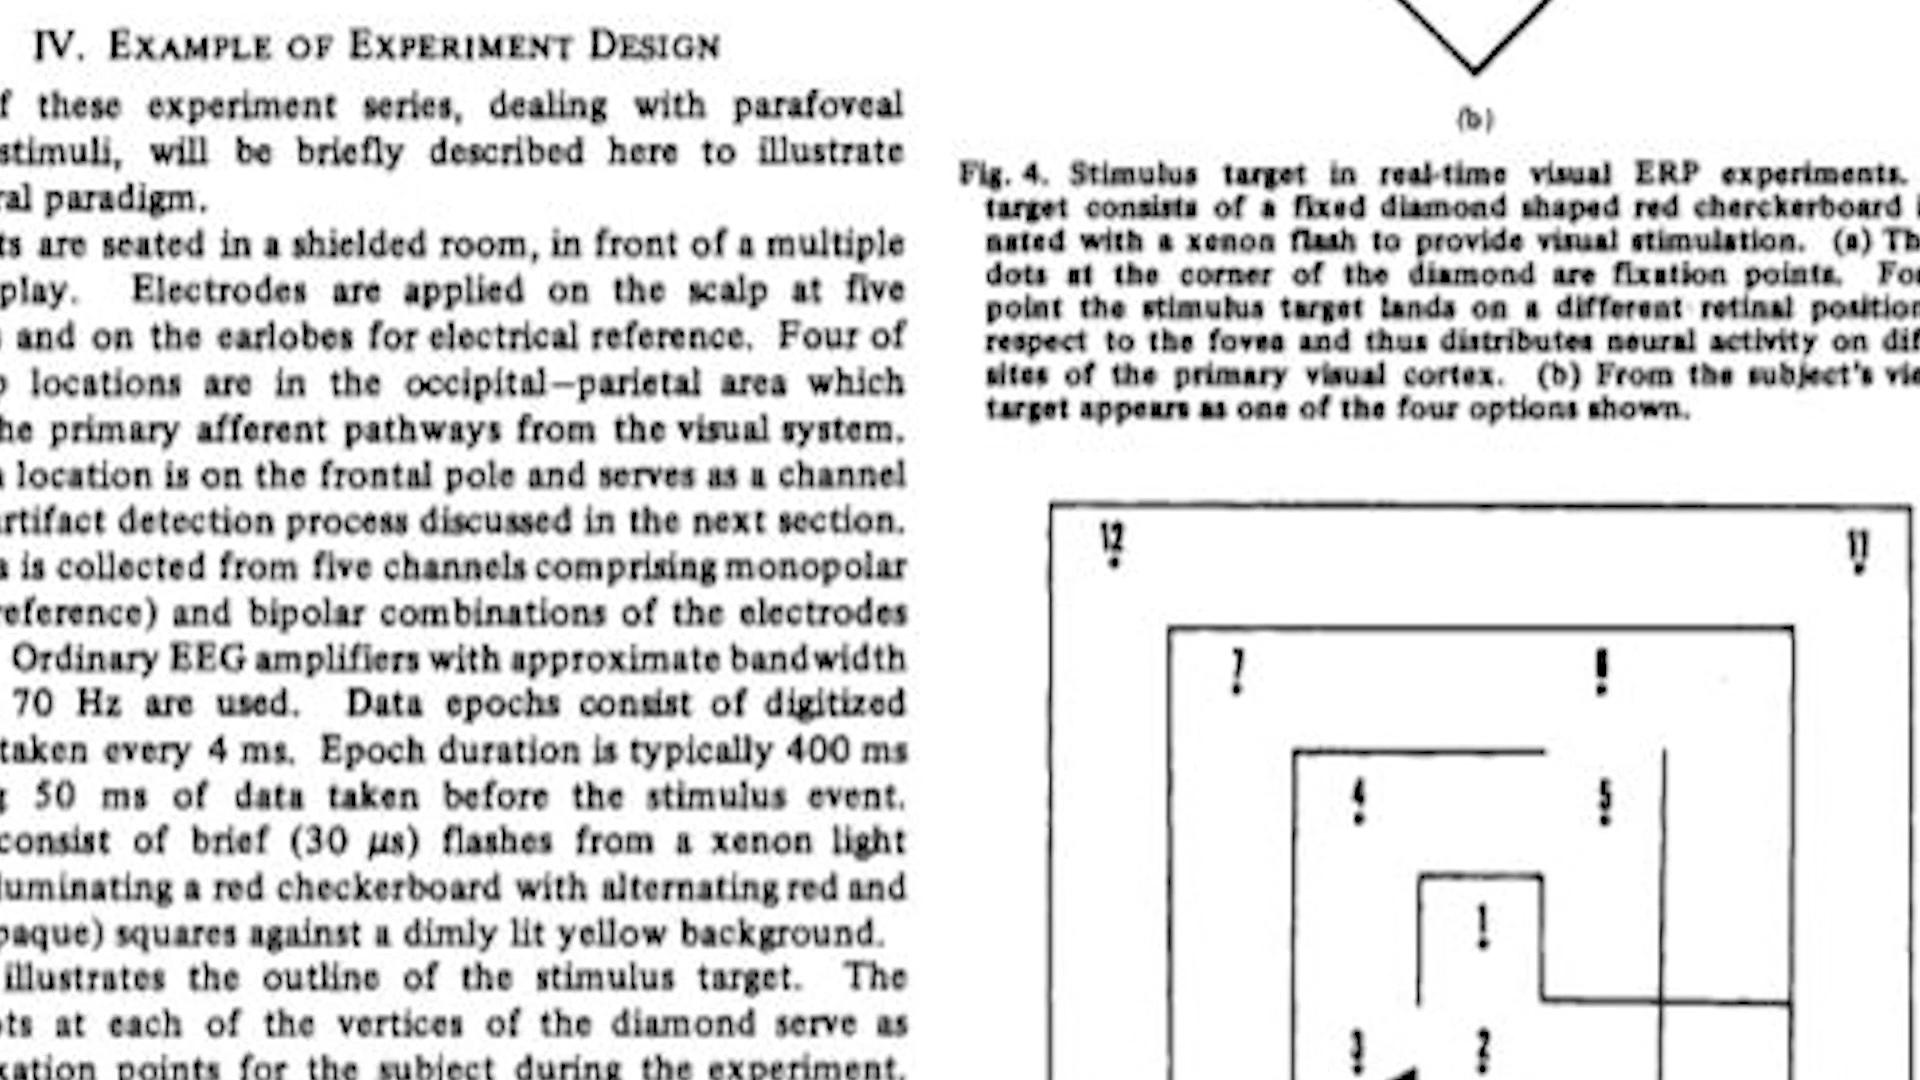 IV. EXAMPLE OF EXPERIMENT DESIGN
f these experiment series, dealing with parafoveal
stimuli, will be briefly described here to illustrate
ral paradigm.
ts are seated in a shielded room, in front of a multiple
play. Electrodes are applied on the scalp at five
and on the earlobes for electrical reference. Four of
locations are in the occipital–parietal area which
he primary afferent pathways from the visual system.
location is on the frontal pole and serves as a channel
rtifact detection process discussed in the next section.
is collected from five channels comprising monopolar
eference) and bipolar combinations of the electrodes
Ordinary EEG amplifiers with approximate bandwidth
70 Hz are used. Data epochs consist of digitized
taken every 4 ms. Epoch duration is typically 400 ms
50 ms of data taken before the stimulus event.
consist of brief (30 μs) flashes from a xenon light
luminating a red checkerboard with alternating red and
paque) squares against a dimly lit yellow background.
illustrates the outline of the stimulus target. The
ts at each of the vertices of the diamond serve as
xation points for the subject during the experiment.
(b)
Fig. 4. Stimulus target in real-time visual ERP experiments.
target consists of a fixed diamond shaped red cherckerboard i
nated with a xenon flash to provide visual stimulation. (a) Th
dots at the corner of the diamond are fixation points. For
point the stimulus target lands on a different retinal position
respect to the fovea and thus distributes neural activity on dif
sites of the primary visual cortex. (b) From the subject's vie
target appears as one of the four options shown.
12 11
7
4 5
1
3 2